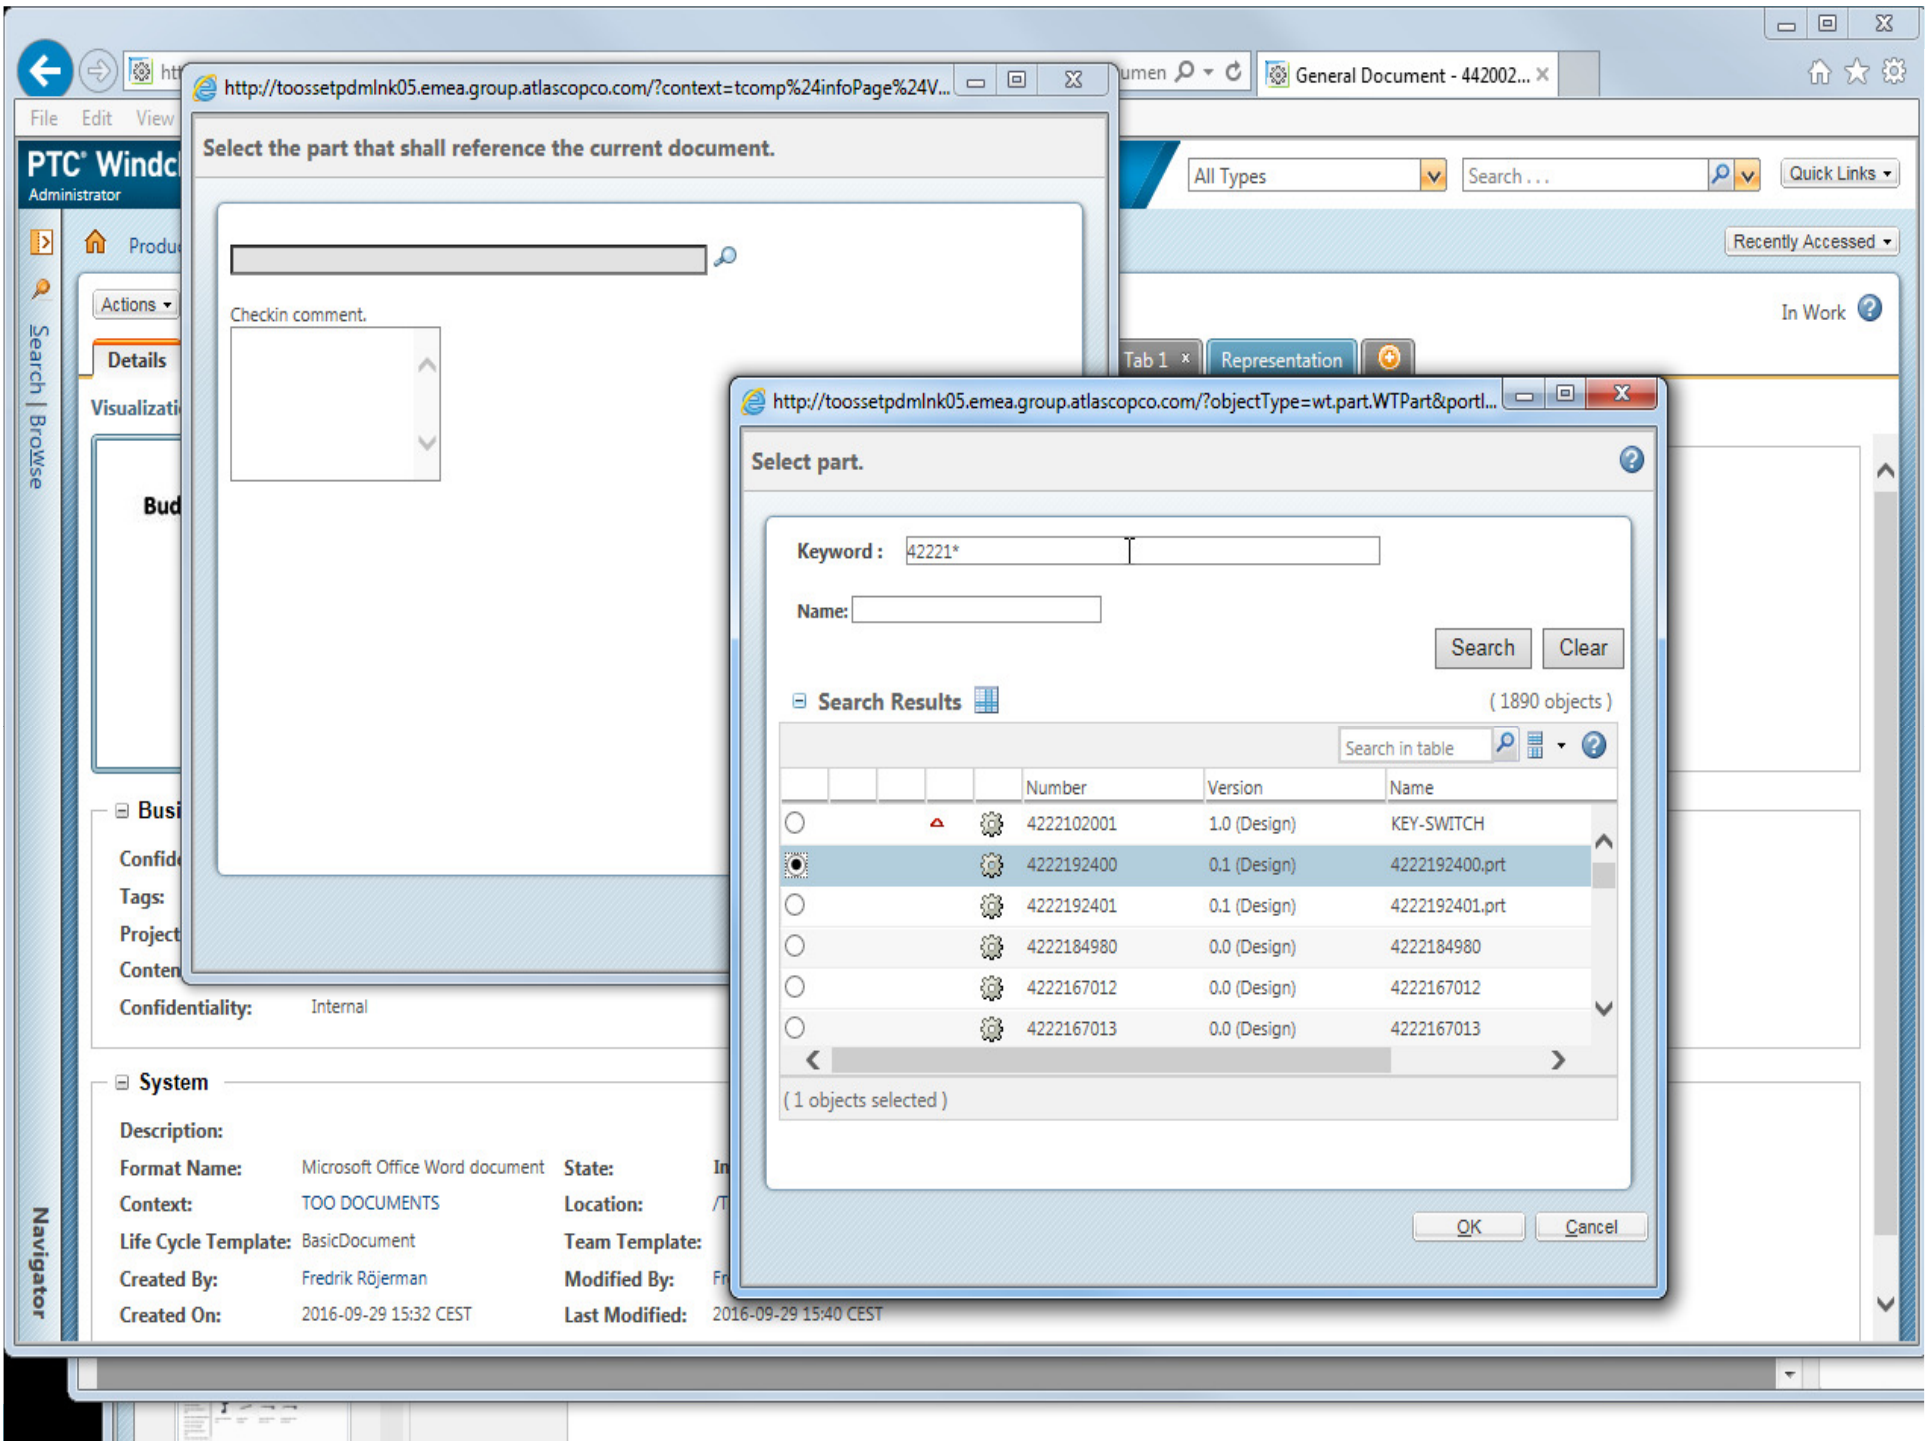 htt
umen
General Document - 442002...
File Edit View
http://toossetpdmlnk05.emea.group.atlascopco.com/?context=tcomp%24infoPage%24V...
Select the part that shall reference the current document.
PTC® Windcl
Administrator
All Types
Search . . .
Quick Links
Produ
Recently Accessed
Actions
In Work
Checkin comment.
Search | Browse
Details
Tab 1
Representation
Visualizati
http://toossetpdmlnk05.emea.group.atlascopco.com/?objectType=wt.part.WTPart&portl...
Select part.
Bud
Keyword : 42221*
Name:
Search Clear
Search Results ( 1890 objects )
Search in table
Number Version Name
4222102001 1.0 (Design) KEY-SWITCH
4222192400 0.1 (Design) 4222192400.prt
4222192401 0.1 (Design) 4222192401.prt
4222184980 0.0 (Design) 4222184980
4222167012 0.0 (Design) 4222167012
4222167013 0.0 (Design) 4222167013
( 1 objects selected )
OK Cancel
Busi
Confide
Tags:
Project
Conten
Confidentiality: Internal
System
Description:
Format Name: Microsoft Office Word document State: In
Context: TOO DOCUMENTS Location: /T
Life Cycle Template: BasicDocument Team Template:
Created By: Fredrik Röjerman Modified By: Fr
Created On: 2016-09-29 15:32 CEST Last Modified: 2016-09-29 15:40 CEST
Navigator